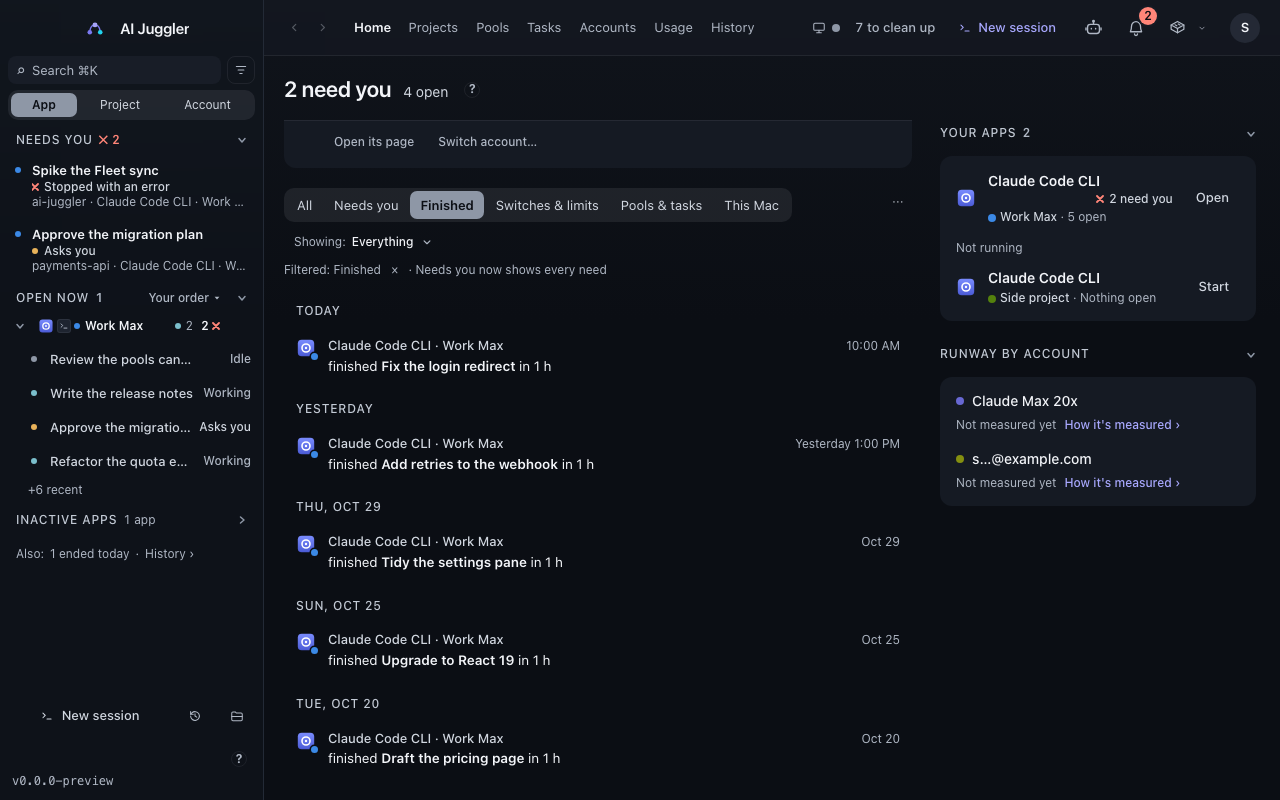 AI Juggler
Search ⌘K
App Project Account
NEEDS YOU 2
Spike the Fleet sync
Stopped with an error
ai-juggler · Claude Code CLI · Work ...
Approve the migration plan
Asks you
payments-api · Claude Code CLI · W...
OPEN NOW 1 Your order
Work Max 2 2
Review the pools can... Idle
Write the release notes Working
Approve the migratio... Asks you
Refactor the quota e... Working
+6 recent
INACTIVE APPS 1 app
Also: 1 ended today · History ›
New session
?
v0.0.0-preview
Home Projects Pools Tasks Accounts Usage History
7 to clean up
New session
2
S
2 need you 4 open ?
Open its page Switch account...
All Needs you Finished Switches & limits Pools & tasks This Mac ...
Showing: Everything
Filtered: Finished × · Needs you now shows every need
TODAY
Claude Code CLI · Work Max 10:00 AM
finished Fix the login redirect in 1 h
YESTERDAY
Claude Code CLI · Work Max Yesterday 1:00 PM
finished Add retries to the webhook in 1 h
THU, OCT 29
Claude Code CLI · Work Max Oct 29
finished Tidy the settings pane in 1 h
SUN, OCT 25
Claude Code CLI · Work Max Oct 25
finished Upgrade to React 19 in 1 h
TUE, OCT 20
Claude Code CLI · Work Max Oct 20
finished Draft the pricing page in 1 h
YOUR APPS 2
Claude Code CLI
2 need you Open
Work Max · 5 open
Not running
Claude Code CLI
Start
Side project · Nothing open
RUNWAY BY ACCOUNT
Claude Max 20x
Not measured yet How it's measured ›
s...@example.com
Not measured yet How it's measured ›